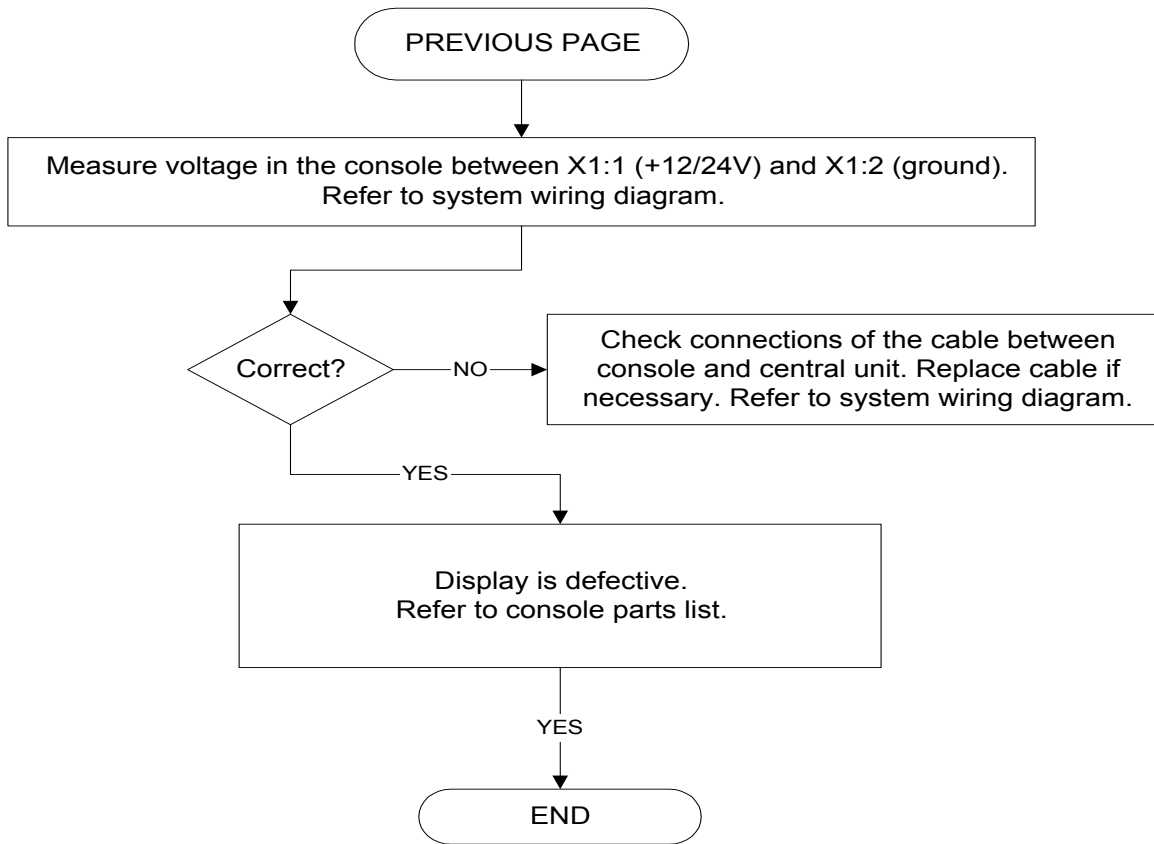 PREVIOUS PAGE
Measure voltage in the console between X1:1 (+12/24V) and X1:2 (ground).
Refer to system wiring diagram.
Correct?
NO
Check connections of the cable between
console and central unit. Replace cable if
necessary. Refer to system wiring diagram.
YES
Display is defective.
Refer to console parts list.
YES
END